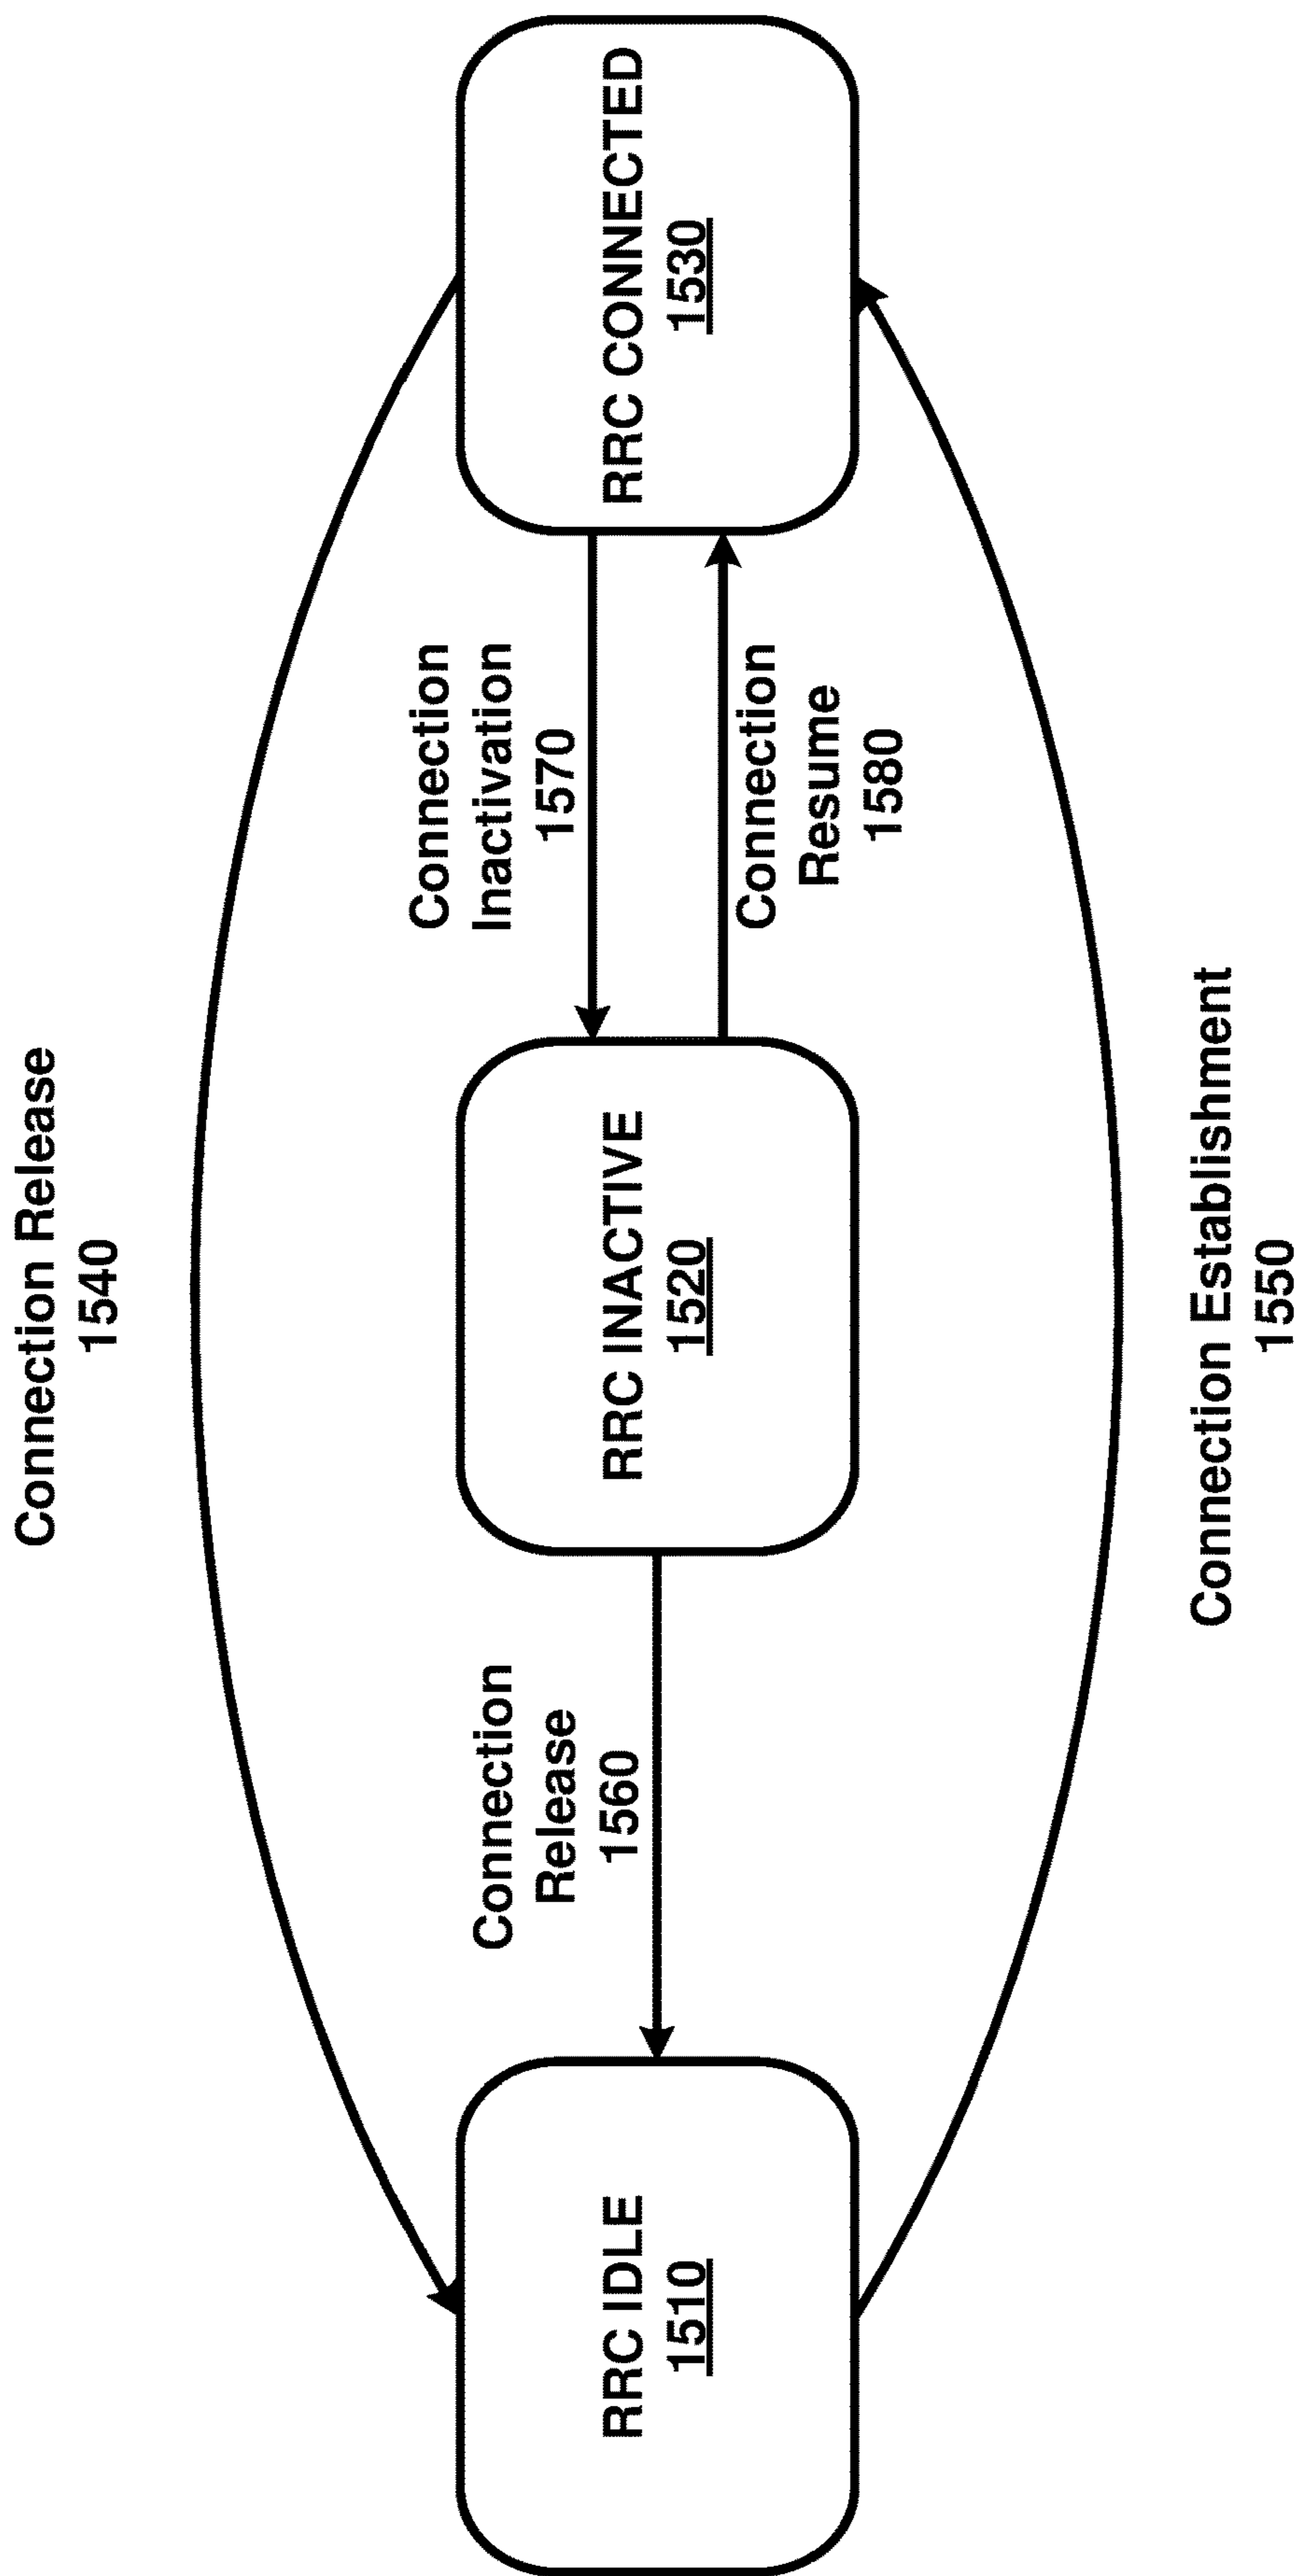 Connection Release
1540
RRC IDLE
1510
Connection
Release
1560
RRC INACTIVE
1520
Connection
Inactivation
1570
Connection
Resume
1580
RRC CONNECTED
1530
Connection Establishment
1550